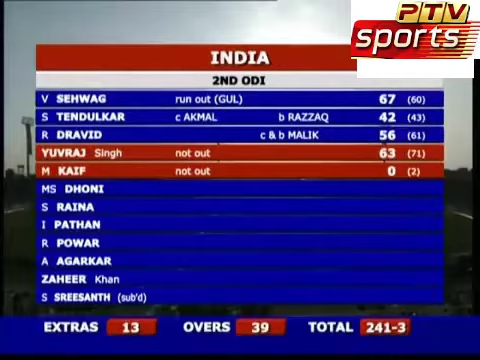 PTV
sports
INDIA
2ND ODI
V SEHWAG run out (GUL) 67 (60)
S TENDULKAR c AKMAL b RAZZAQ 42 (43)
R DRAVID c & b MALIK 56 (61)
YUVRAJ Singh not out 63 (71)
M KAIF not out 0 (2)
MS DHONI
S RAINA
I PATHAN
R POWAR
A AGARKAR
ZAHEER Khan
S SREESANTH (sub'd)
EXTRAS 13 OVERS 39 TOTAL 241-3